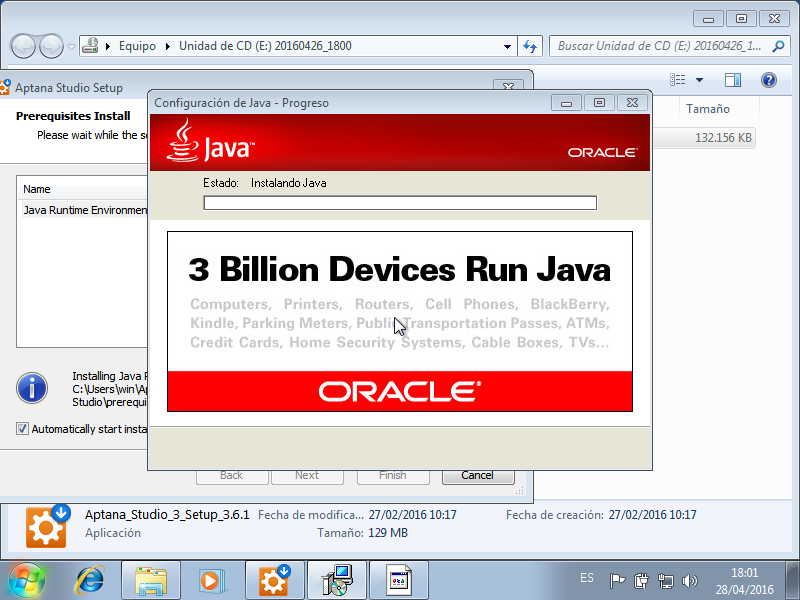 Equipo
Unidad de CD (E:) 20160426_1800
Buscar Unidad de CD (E:) 20160426_1...
Aptana Studio Setup
Tamaño
132.156 KB
Prerequisites Install
Please wait while the
Name
Java Runtime Environmen
Configuración de Java - Progreso
Java™
ORACLE
Estado: Instalando Java
3 Billion Devices Run Java
Computers, Printers, Routers, Cell Phones, BlackBerry,
Kindle, Parking Meters, Public Transportation Passes, ATMs,
Credit Cards, Home Security Systems, Cable Boxes, TVs...
ORACLE®
Installing Java
C:\Users\win\A
Studio\prerequi
Automatically start insta
Back
Next
Finish
Cancel
Aptana_Studio_3_Setup_3.6.1
Fecha de modifica... 27/02/2016 10:17
Fecha de creación: 27/02/2016 10:17
Aplicación
Tamaño: 129 MB
ES
18:01
28/04/2016